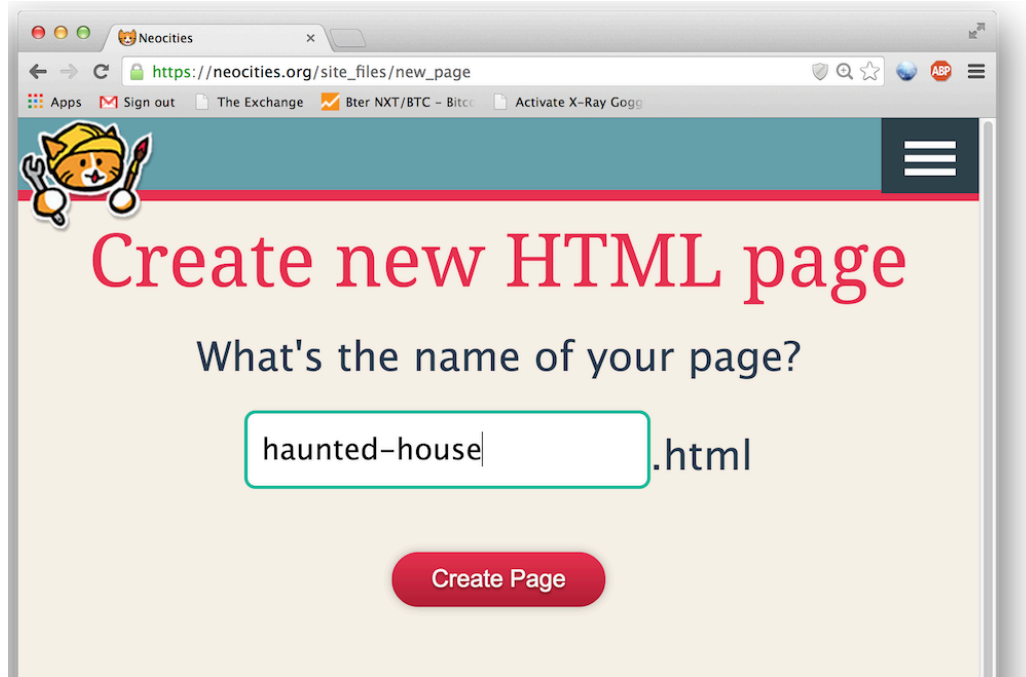 Neocities
https://neocities.org/site_files/new_page
ABP
Apps Sign out The Exchange Bter NXT/BTC – Bitc Activate X-Ray Gogg
Create new HTML page
What's the name of your page?
haunted-house .html
Create Page